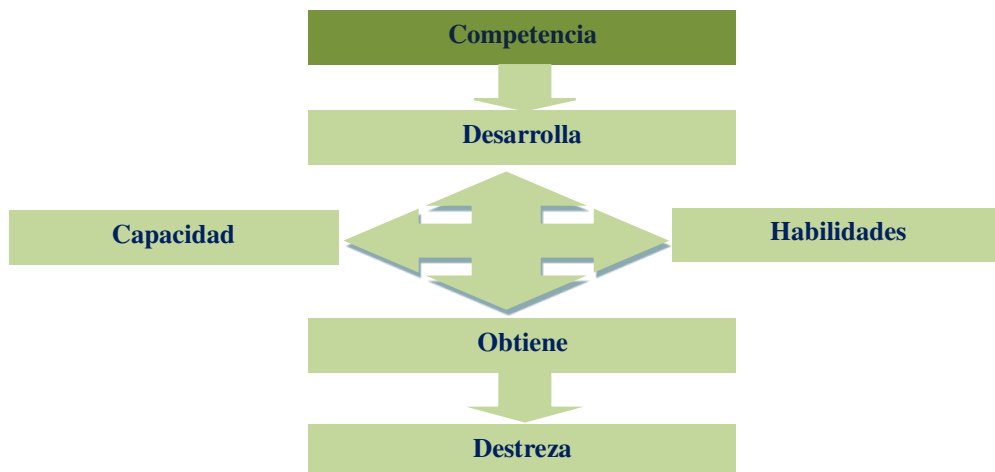 Competencia
Desarrolla
Capacidad
Habilidades
Obtiene
Destreza